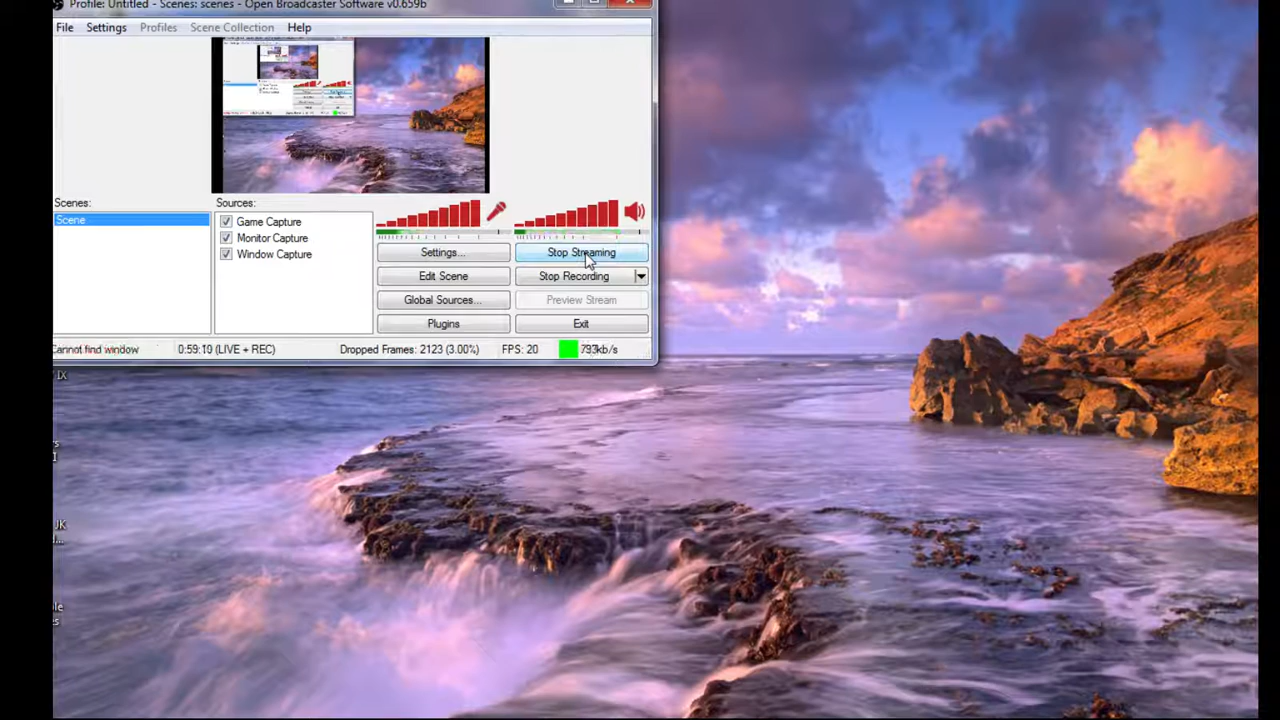 Profile: Untitled - Scenes: scenes - Open Broadcaster Software v0.659b
File Settings Profiles Scene Collection Help
Scenes:
Scene
Sources:
Game Capture
Monitor Capture
Window Capture
Settings...
Stop Streaming
Edit Scene
Stop Recording
Global Sources...
Preview Stream
Plugins
Exit
Cannot find window
0:59:10 (LIVE + REC)
Dropped Frames: 2123 (3.00%)
FPS: 20
kb/s
IX